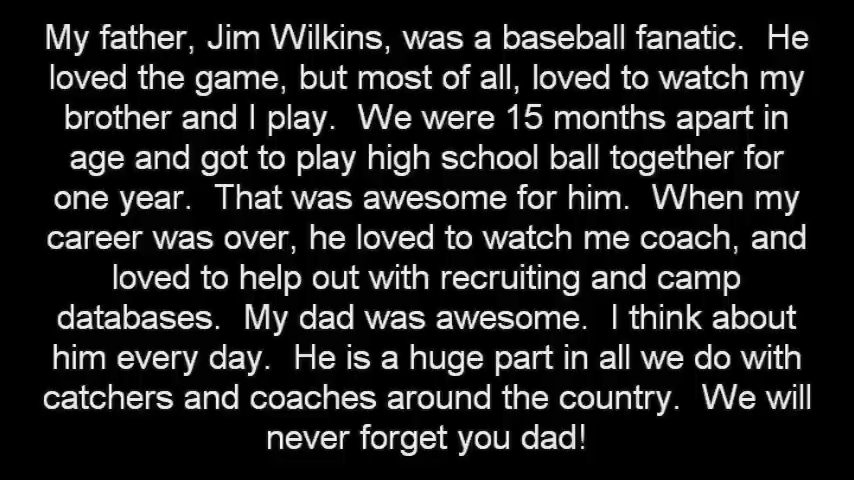 My father, Jim Wilkins, was a baseball fanatic.  He
loved the game, but most of all, loved to watch my
brother and I play.  We were 15 months apart in
age and got to play high school ball together for
one year.  That was awesome for him.  When my
career was over, he loved to watch me coach, and
loved to help out with recruiting and camp
databases.  My dad was awesome.  I think about
him every day.  He is a huge part in all we do with
catchers and coaches around the country.  We will
never forget you dad!